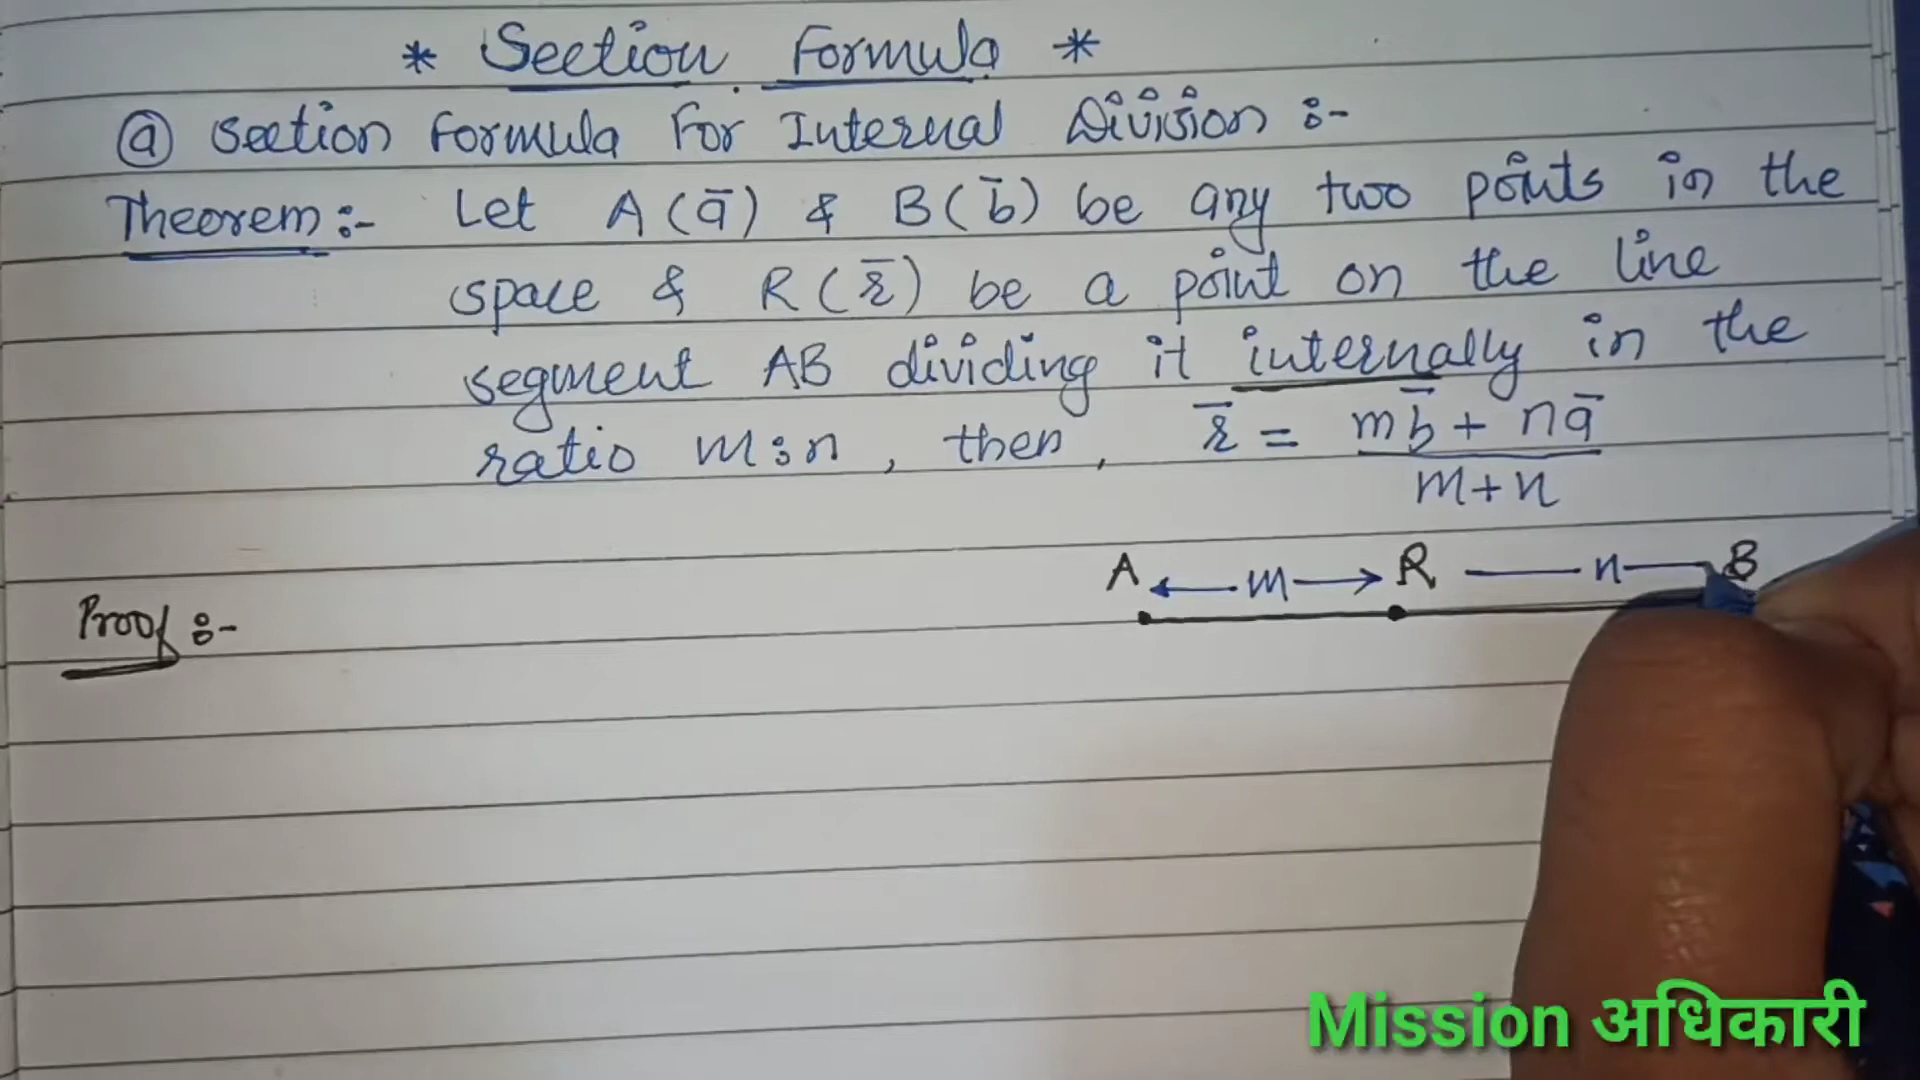 * Section Formula *
ⓐ Section Formula For Internal Division :-
Theorem :- Let A(ā) & B(b̄) be any two points in the
space & R(r̄) be a point on the line
segment AB dividing it internally in the
ratio m:n, then, r̄ = (mb̄ + nā)/(m+n)
A ←m→ R —n— B
Proof :-
Mission अधिकारी